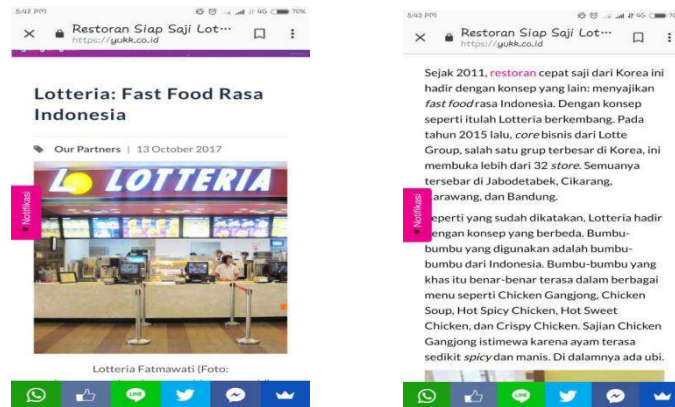 5:42 PM
4G 70%
Restoran Siap Saji Lot...
https://yukk.co.id
Lotteria: Fast Food Rasa
Indonesia
Our Partners | 13 October 2017
LOTTERIA
Notifikasi
Lotteria Fatmawati (Foto:
LINE
5:43 PM
4G 70%
Restoran Siap Saji Lot...
https://yukk.co.id
Sejak 2011, restoran cepat saji dari Korea ini
hadir dengan konsep yang lain: menyajikan
fast food rasa Indonesia. Dengan konsep
seperti itulah Lotteria berkembang. Pada
tahun 2015 lalu, core bisnis dari Lotte
Group, salah satu grup terbesar di Korea, ini
membuka lebih dari 32 store. Semuanya
tersebar di Jabodetabek, Cikarang,
arawang, dan Bandung.
Notifikasi
eperti yang sudah dikatakan, Lotteria hadir
engan konsep yang berbeda. Bumbu-
bumbu yang digunakan adalah bumbu-
bumbu dari Indonesia. Bumbu-bumbu yang
khas itu benar-benar terasa dalam berbagai
menu seperti Chicken Gangjong, Chicken
Soup, Hot Spicy Chicken, Hot Sweet
Chicken, dan Crispy Chicken. Sajian Chicken
Gangjong istimewa karena ayam terasa
sedikit spicy dan manis. Di dalamnya ada ubi.
LINE